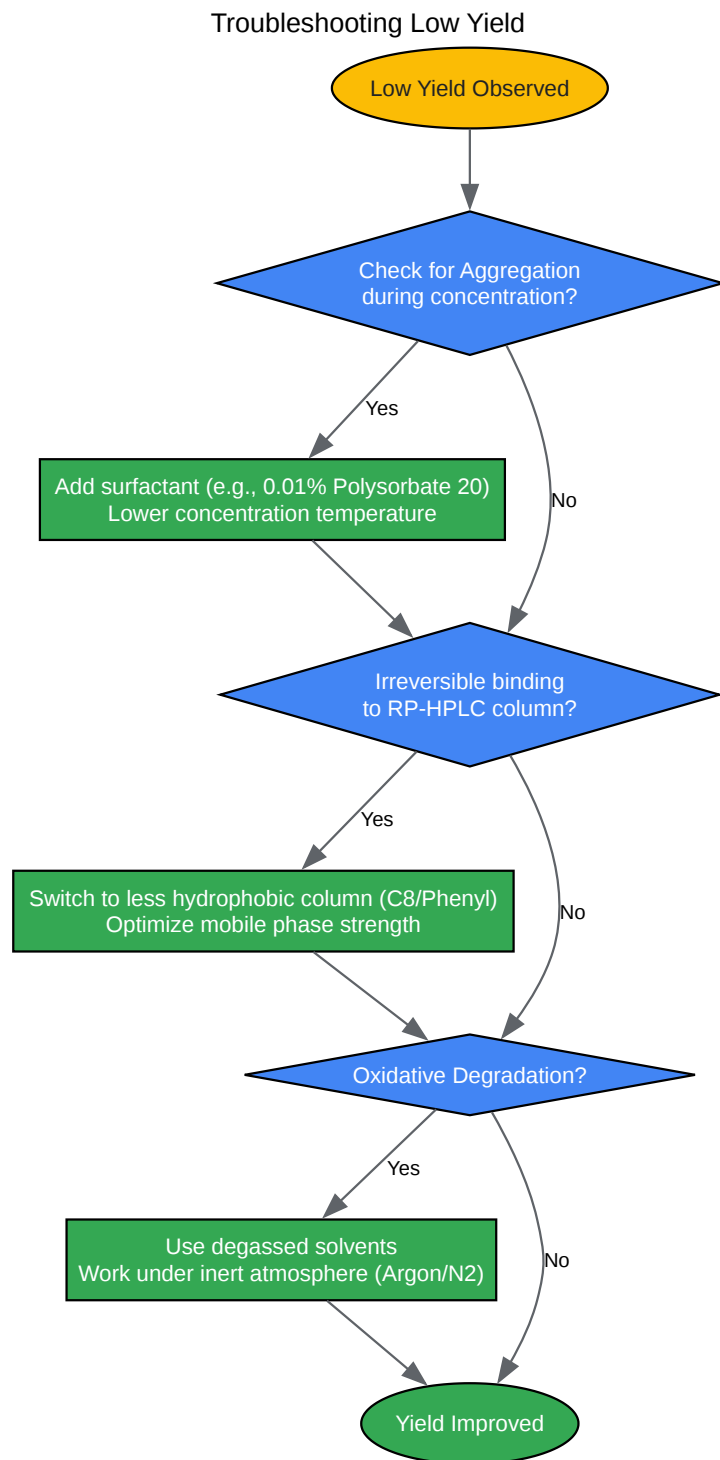 Troubleshooting Low Yield
Low Yield Observed
Check for Aggregation
during concentration?
Yes
Add surfactant (e.g., 0.01% Polysorbate 20)
Lower concentration temperature
No
Irreversible binding
to RP-HPLC column?
Yes
Switch to less hydrophobic column (C8/Phenyl)
Optimize mobile phase strength
No
Oxidative Degradation?
Yes
Use degassed solvents
Work under inert atmosphere (Argon/N2)
No
Yield Improved